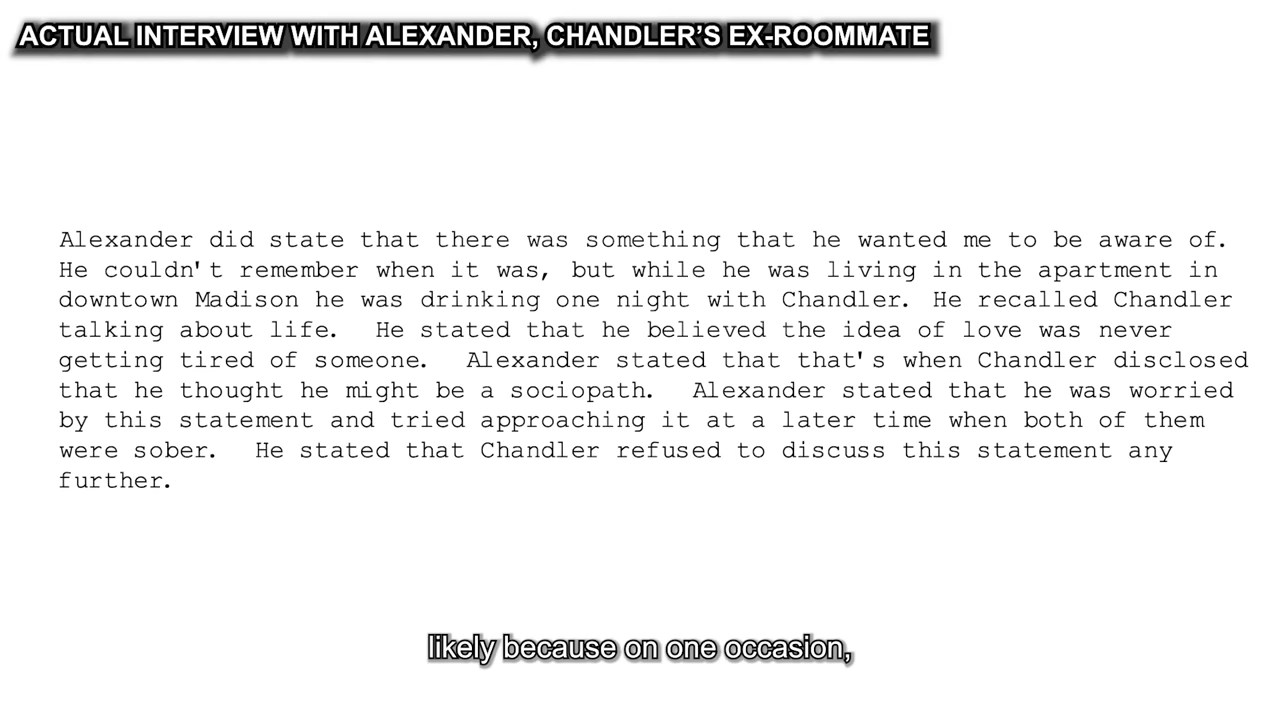 ACTUAL INTERVIEW WITH ALEXANDER, CHANDLER’S EX-ROOMMATE
Alexander did state that there was something that he wanted me to be aware of.
He couldn't remember when it was, but while he was living in the apartment in
downtown Madison he was drinking one night with Chandler. He recalled Chandler
talking about life. He stated that he believed the idea of love was never
getting tired of someone. Alexander stated that that's when Chandler disclosed
that he thought he might be a sociopath. Alexander stated that he was worried
by this statement and tried approaching it at a later time when both of them
were sober. He stated that Chandler refused to discuss this statement any
further.
likely because on one occasion,